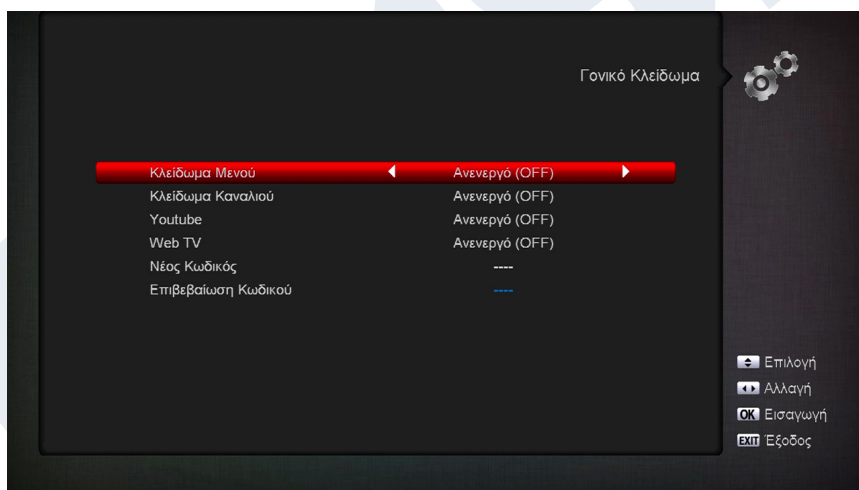 Γονικό Κλείδωμα
Κλείδωμα Μενού Ανενεργό (OFF)
Κλείδωμα Καναλιού Ανενεργό (OFF)
Youtube Ανενεργό (OFF)
Web TV Ανενεργό (OFF)
Νέος Κωδικός ----
Επιβεβαίωση Κωδικού ----
Επιλογή
Αλλαγή
OK Εισαγωγή
EXIT Έξοδος